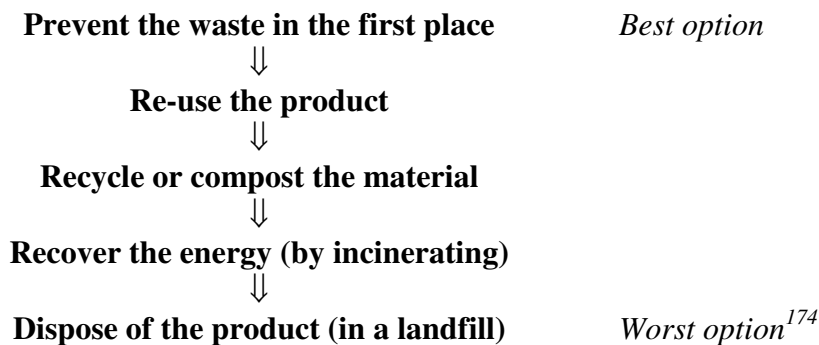 Prevent the waste in the first place Best option
⇓
Re-use the product
⇓
Recycle or compost the material
⇓
Recover the energy (by incinerating)
⇓
Dispose of the product (in a landfill) Worst option174